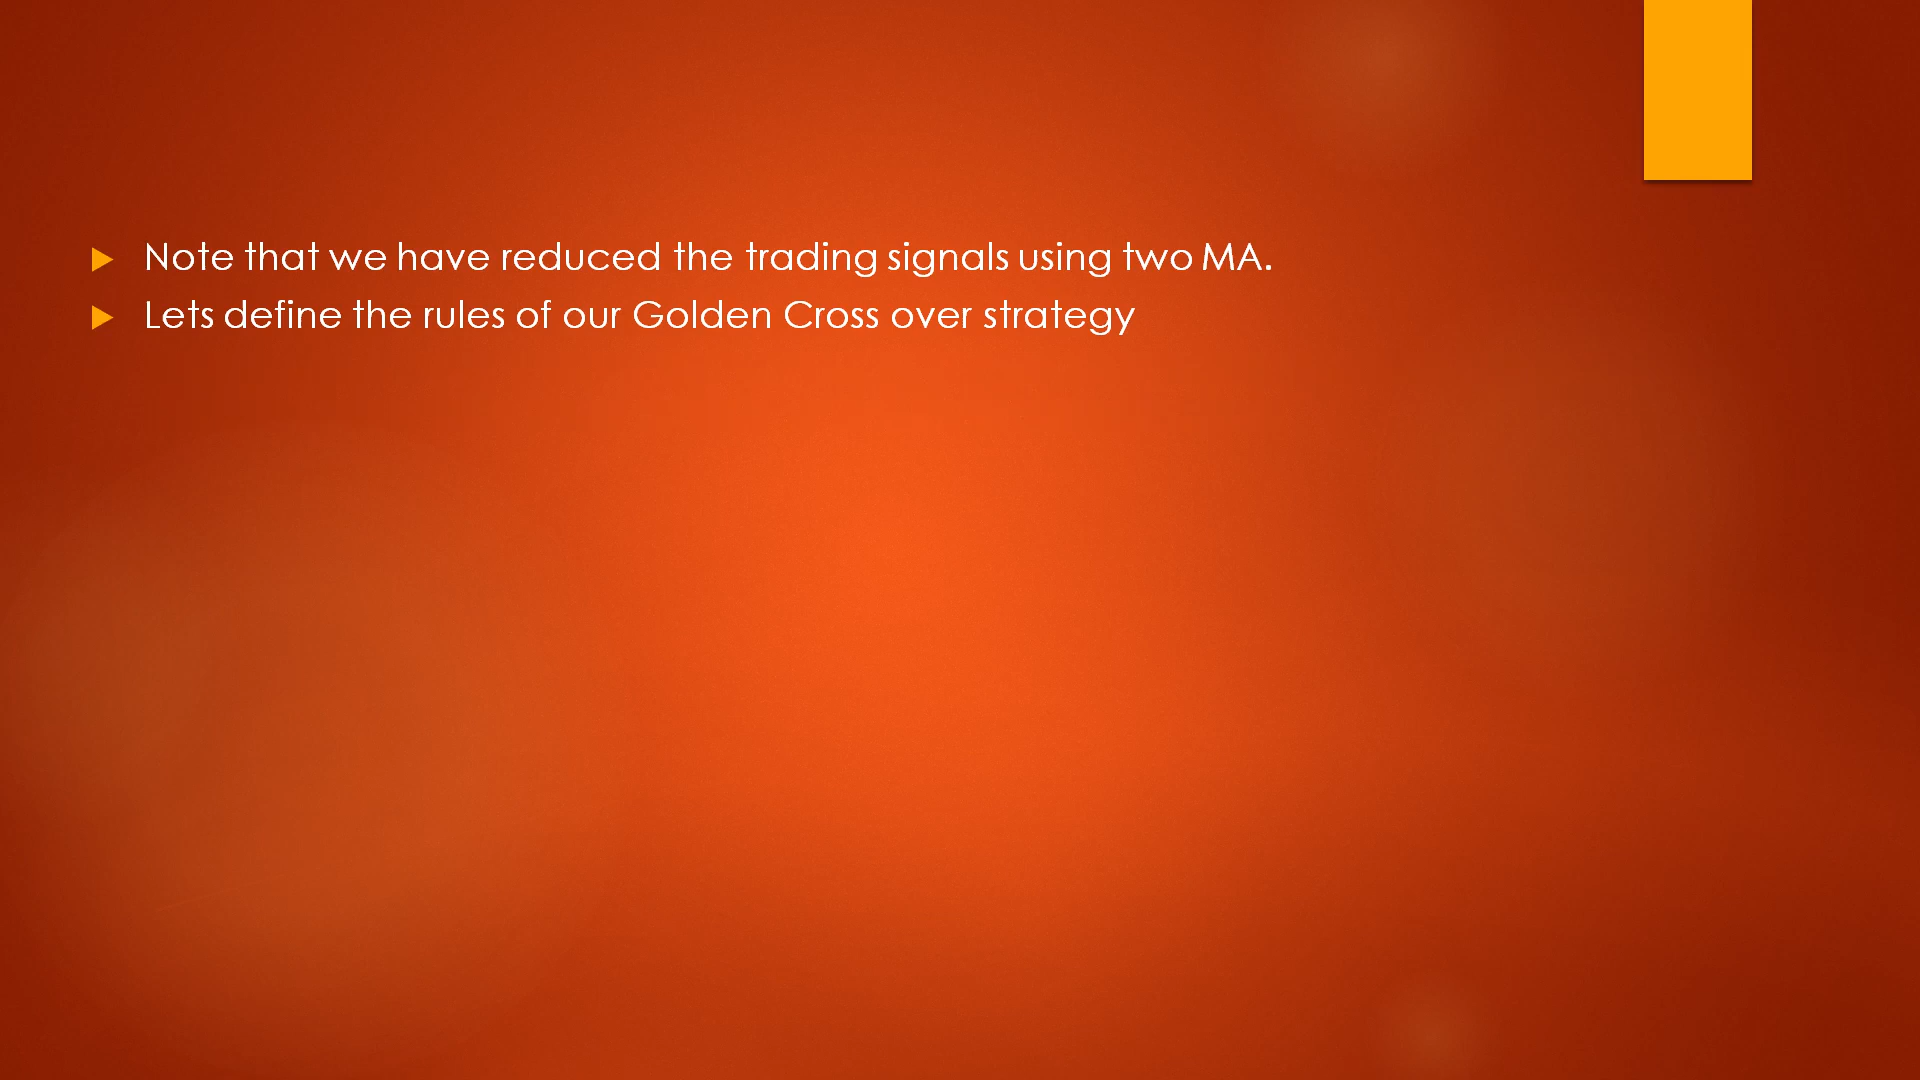 Note that we have reduced the trading signals using two MA.
Lets define the rules of our Golden Cross over strategy